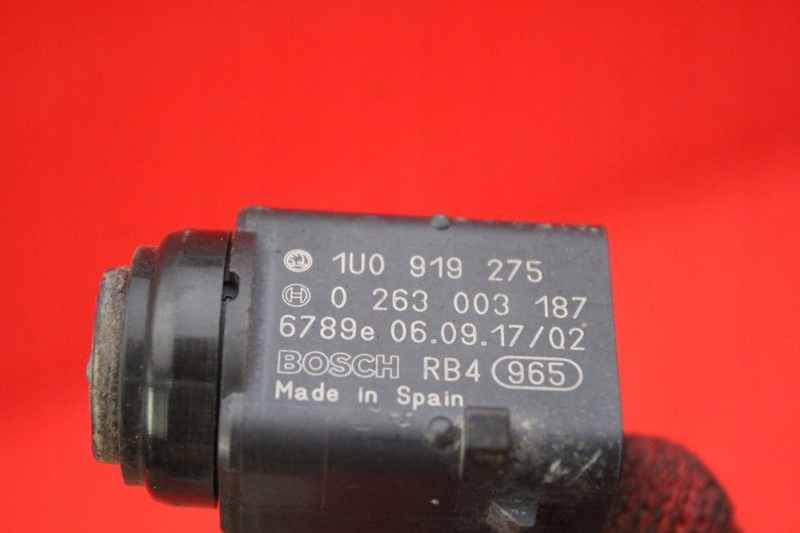 1U0 919 275
0 263 003 187
6789e 06.09.17/02
BOSCH RB4 965
Made in Spain